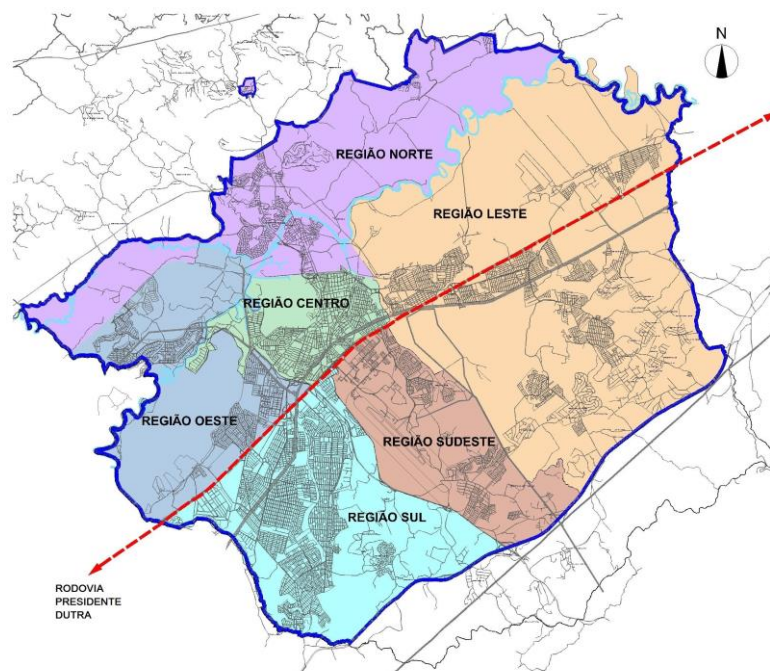 N
REGIÃO NORTE
REGIÃO LESTE
REGIÃO CENTRO
REGIÃO OESTE
REGIÃO SUDESTE
REGIÃO SUL
RODOVIA
PRESIDENTE
DUTRA